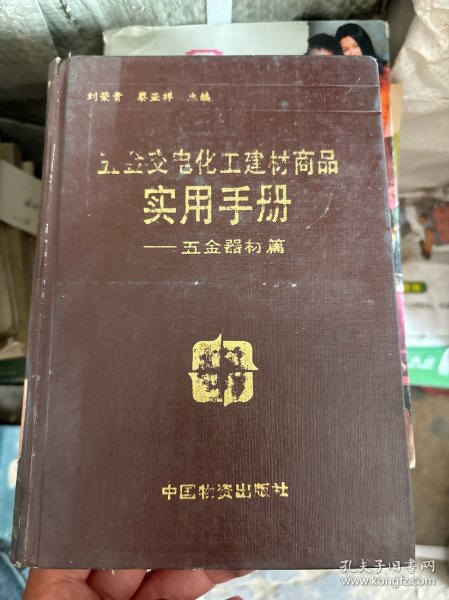 刘荣贵 蔡亚祥 主编
五金交电化工建材商品
实用手册
——五金器材篇
中国物资出版社
孔夫子旧书网
www.kongfz.com